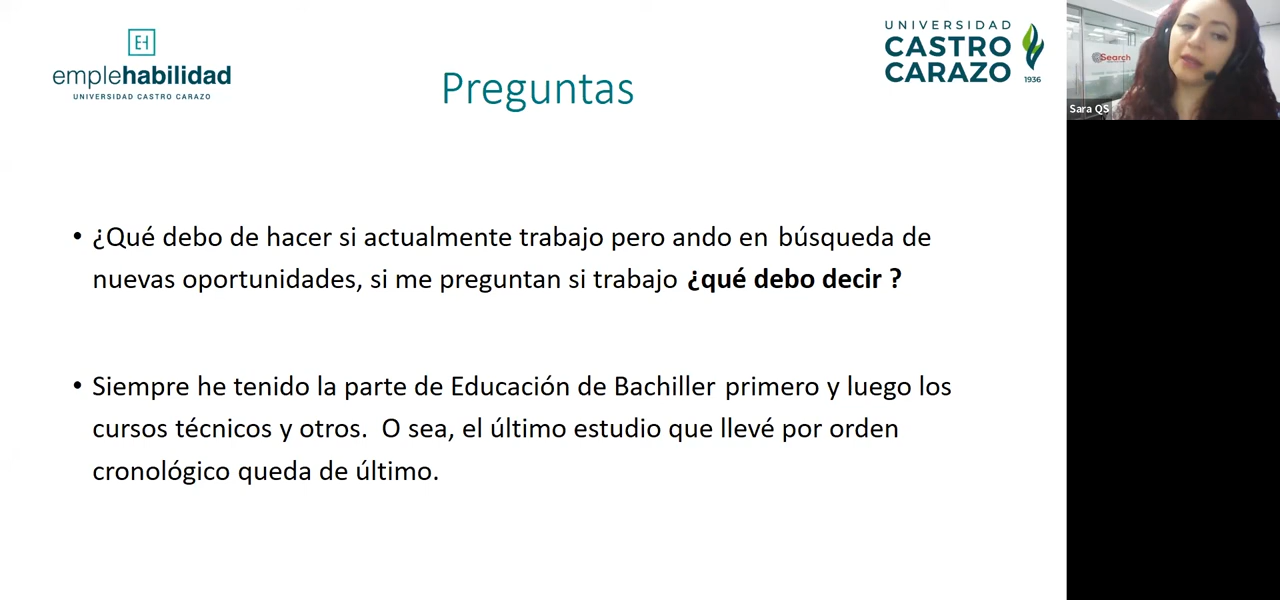 EH
emplehabilidad
UNIVERSIDAD CASTRO CARAZO
Preguntas
UNIVERSIDAD
CASTRO
CARAZO
1936
Search
Sara QS
• ¿Qué debo de hacer si actualmente trabajo pero ando en búsqueda de
nuevas oportunidades, si me preguntan si trabajo ¿qué debo decir ?
• Siempre he tenido la parte de Educación de Bachiller primero y luego los
cursos técnicos y otros.  O sea, el último estudio que llevé por orden
cronológico queda de último.